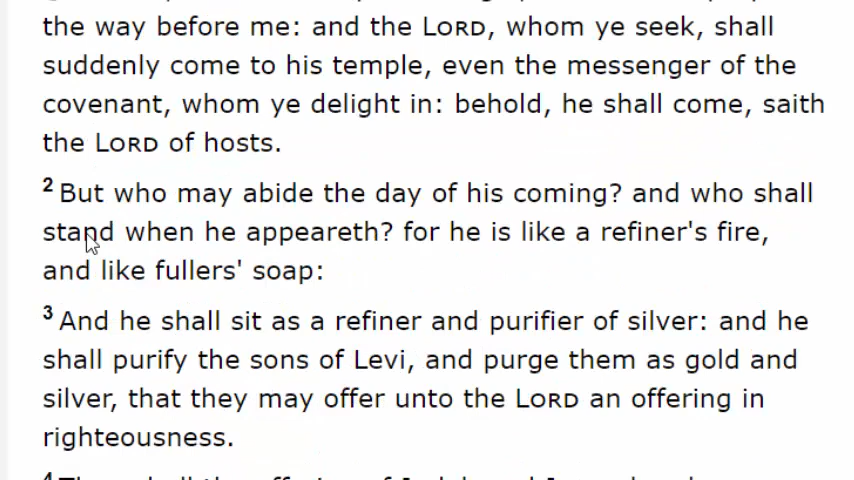 the way before me: and the LORD, whom ye seek, shall
suddenly come to his temple, even the messenger of the
covenant, whom ye delight in: behold, he shall come, saith
the LORD of hosts.
2 But who may abide the day of his coming? and who shall
stand when he appeareth? for he is like a refiner's fire,
and like fullers' soap:
3 And he shall sit as a refiner and purifier of silver: and he
shall purify the sons of Levi, and purge them as gold and
silver, that they may offer unto the LORD an offering in
righteousness.